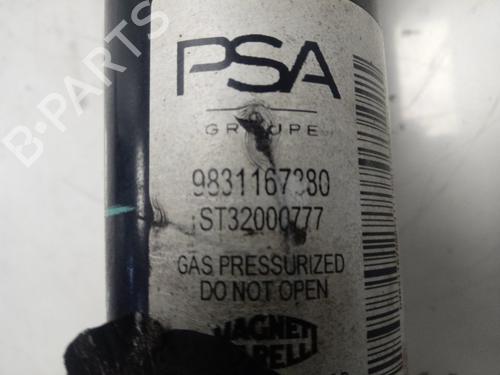 PSA
GROUPE
9831167380
ST32000777
GAS PRESSURIZED
DO NOT OPEN
MAGNETI
MARELLI
B-PARTS